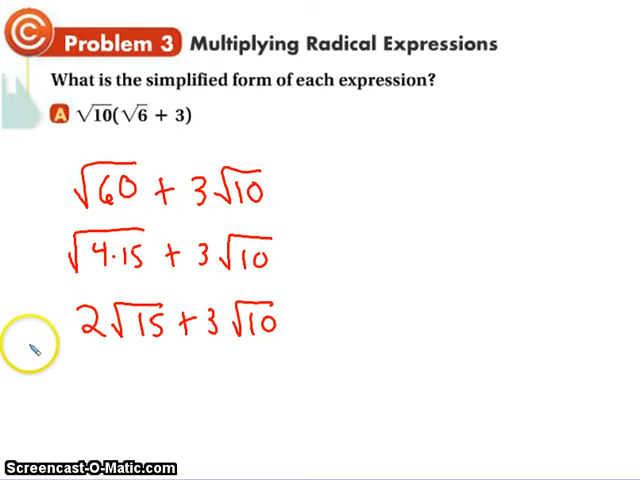 C Problem 3 Multiplying Radical Expressions
What is the simplified form of each expression?
A √10(√6 + 3)
√60 + 3√10
√4·15 + 3√10
2√15 + 3√10
Screencast-O-Matic.com